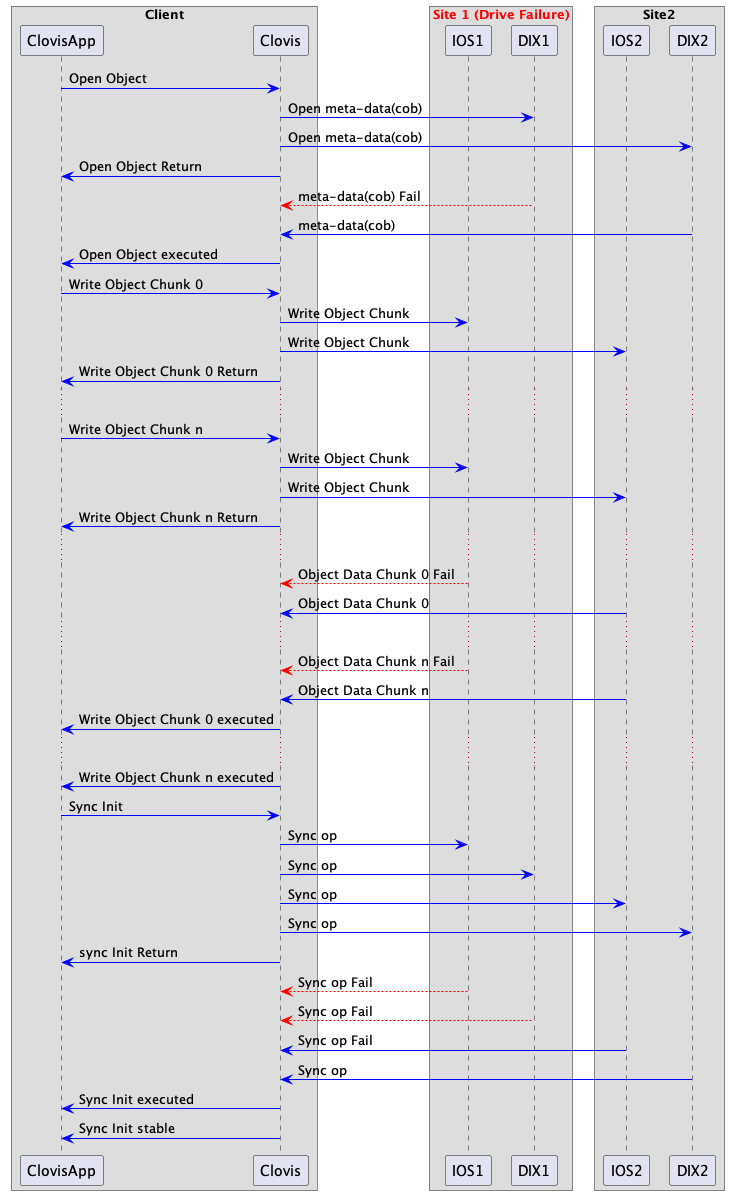 Client
Site 1 (Drive Failure)
Site2
ClovisApp
Clovis
IOS1
DIX1
IOS2
DIX2
Open Object
Open meta-data(cob)
Open meta-data(cob)
Open Object Return
meta-data(cob) Fail
meta-data(cob)
Open Object executed
Write Object Chunk 0
Write Object Chunk
Write Object Chunk
Write Object Chunk 0 Return
Write Object Chunk n
Write Object Chunk
Write Object Chunk
Write Object Chunk n Return
Object Data Chunk 0 Fail
Object Data Chunk 0
Object Data Chunk n Fail
Object Data Chunk n
Write Object Chunk 0 executed
Write Object Chunk n executed
Sync Init
Sync op
Sync op
Sync op
Sync op
sync Init Return
Sync op Fail
Sync op Fail
Sync op Fail
Sync op
Sync Init executed
Sync Init stable
ClovisApp
Clovis
IOS1
DIX1
IOS2
DIX2